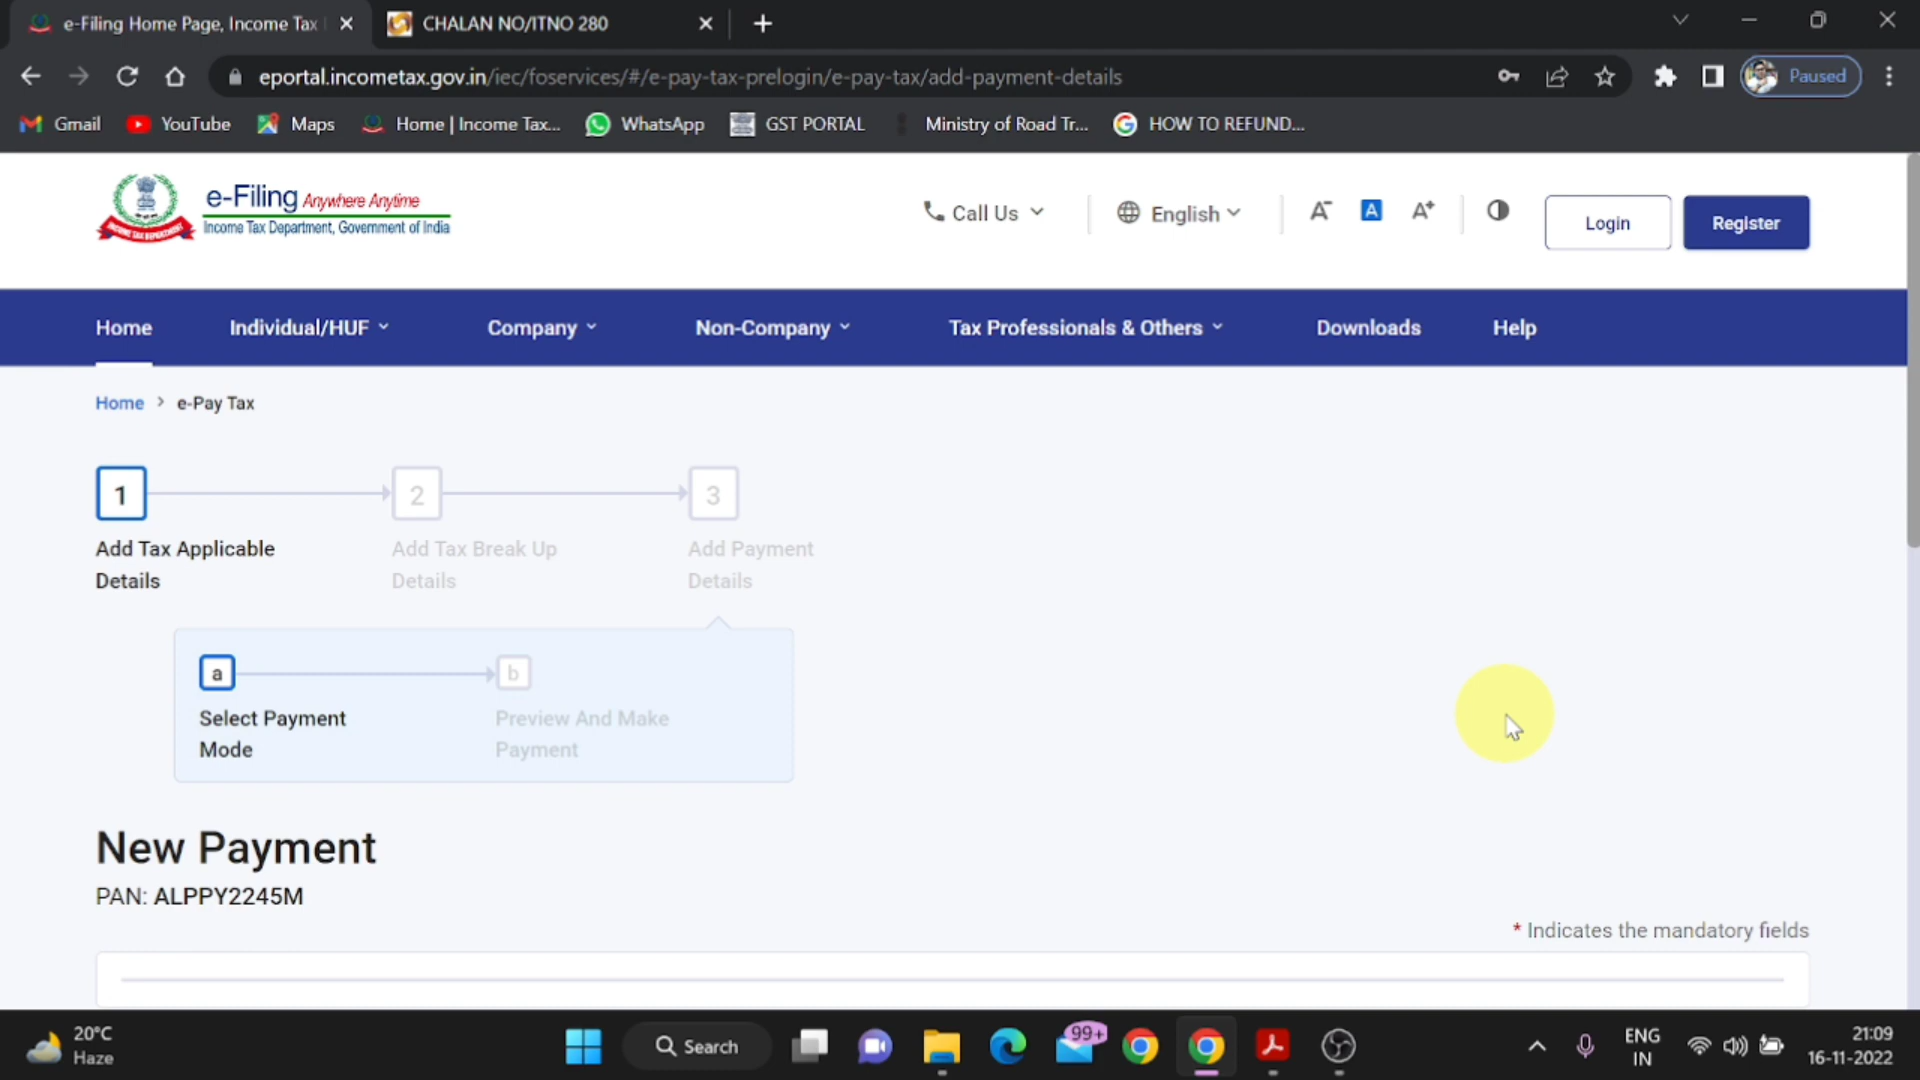 e-Filing Home Page, Income Tax
CHALAN NO/ITNO 280
eportal.incometax.gov.in/iec/foservices/#/e-pay-tax-prelogin/e-pay-tax/add-payment-details
Paused
Gmail
YouTube
Maps
Home | Income Tax...
WhatsApp
GST PORTAL
Ministry of Road Tr...
HOW TO REFUND...
e-Filing Anywhere Anytime
Income Tax Department, Government of India
INCOME TAX DEPARTMENT
Call Us
English
A-
A
A+
Login
Register
Home
Individual/HUF
Company
Non-Company
Tax Professionals & Others
Downloads
Help
Home > e-Pay Tax
1
2
3
Add Tax Applicable
Details
Add Tax Break Up
Details
Add Payment
Details
a
b
Select Payment
Mode
Preview And Make
Payment
New Payment
PAN: ALPPY2245M
* Indicates the mandatory fields
20°C
Haze
Search
99+
ENG
IN
21:09
16-11-2022